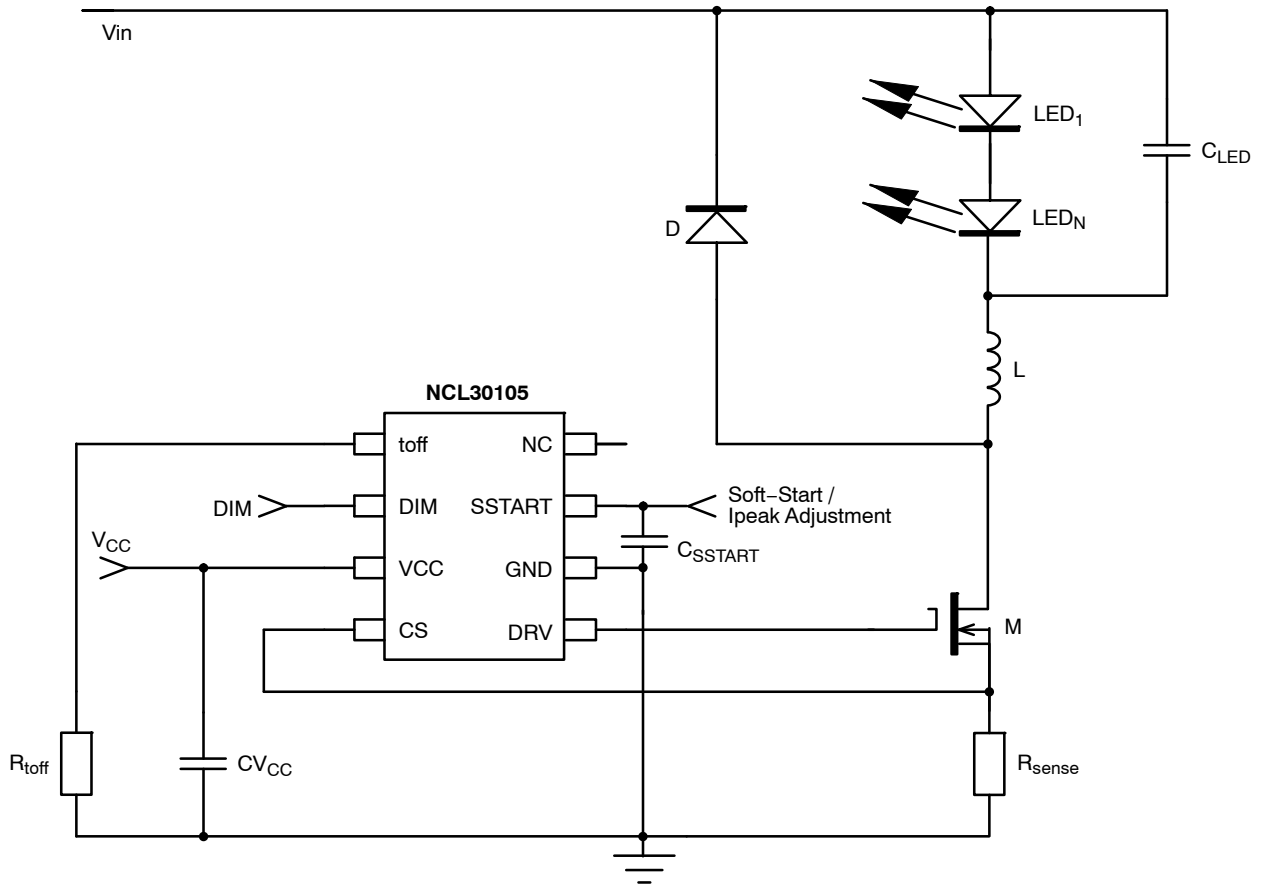 Vin
LED1
CLED
LEDN
D
L
NCL30105
toff
NC
DIM
DIM
SSTART
Soft−Start /
Ipeak Adjustment
CSSTART
VCC
VCC
GND
CS
DRV
M
Rtoff
CVCC
Rsense